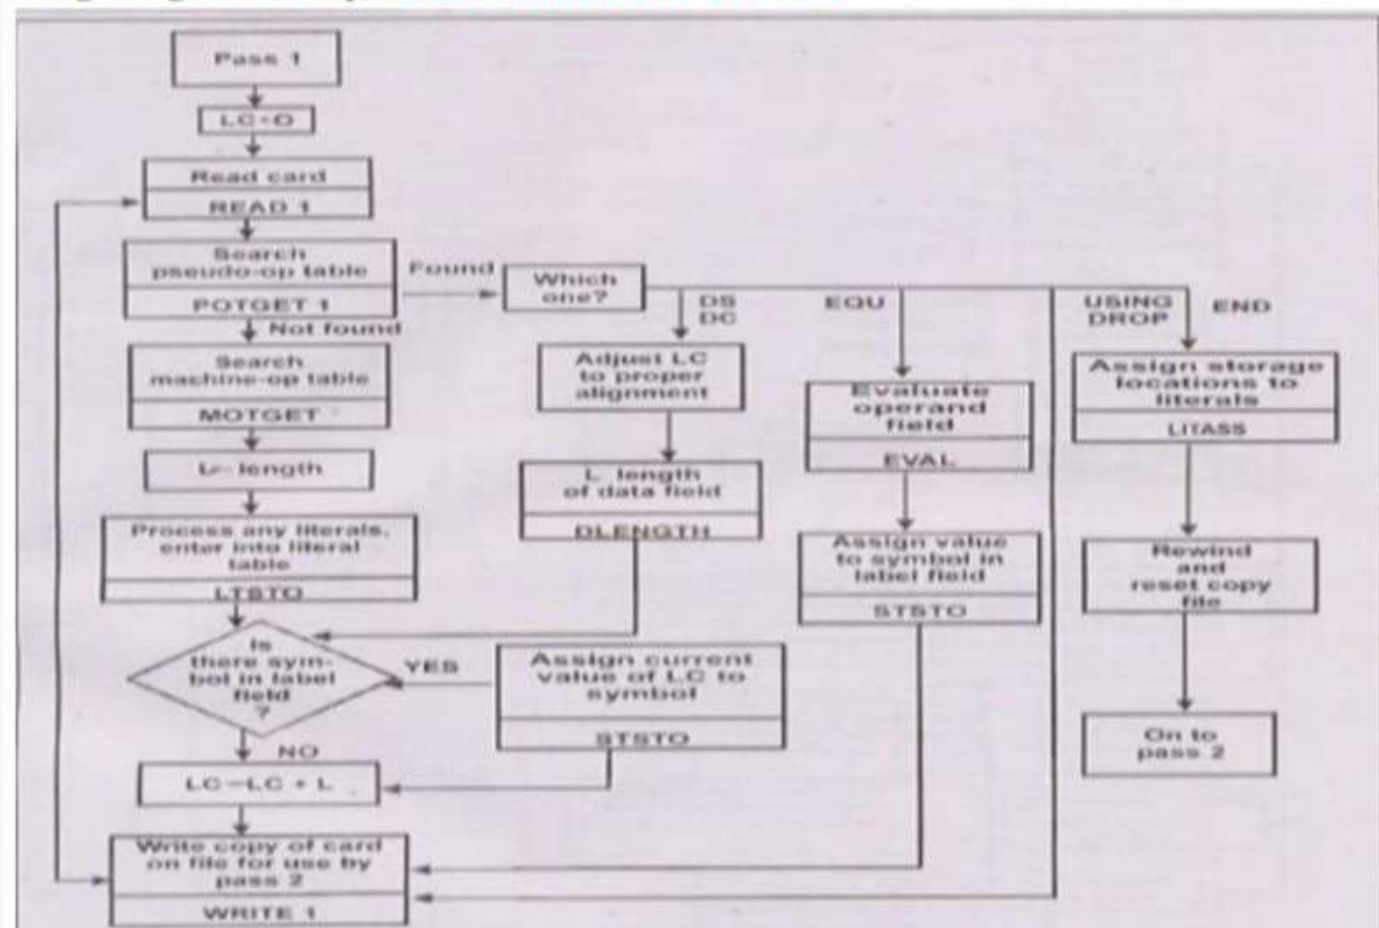 Pass 1
LC=0
Read card
READ 1
Search
pseudo-op table
POTGET 1
Found
Which
one?
DS
DC
EQU
USING
DROP
END
Not found
Search
machine-op table
MOTGET
Adjust LC
to proper
alignment
Evaluate
operand
field
EVAL
Assign storage
locations to
literals
LITASS
length
L length
of data field
DLENGTH
Process any literals,
enter into literal
table
LTSTO
Assign value
to symbol in
label field
STSTO
Rewind
and
reset copy
file
Is
there sym-
bol in label
field
?
YES
Assign current
value of LC to
symbol
STSTO
NO
On to
pass 2
LC=LC + L
Write copy of card
on file for use by
pass 2
WRITE 1